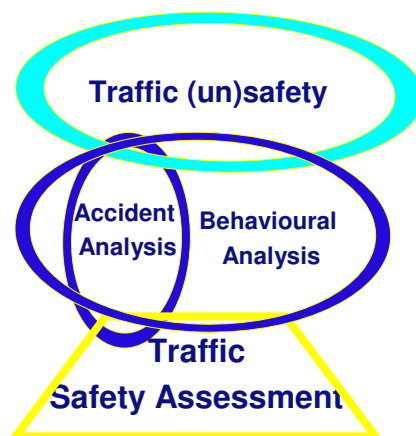 Traffic (un)safety
Accident
Analysis
Behavioural
Analysis
Traffic
Safety Assessment